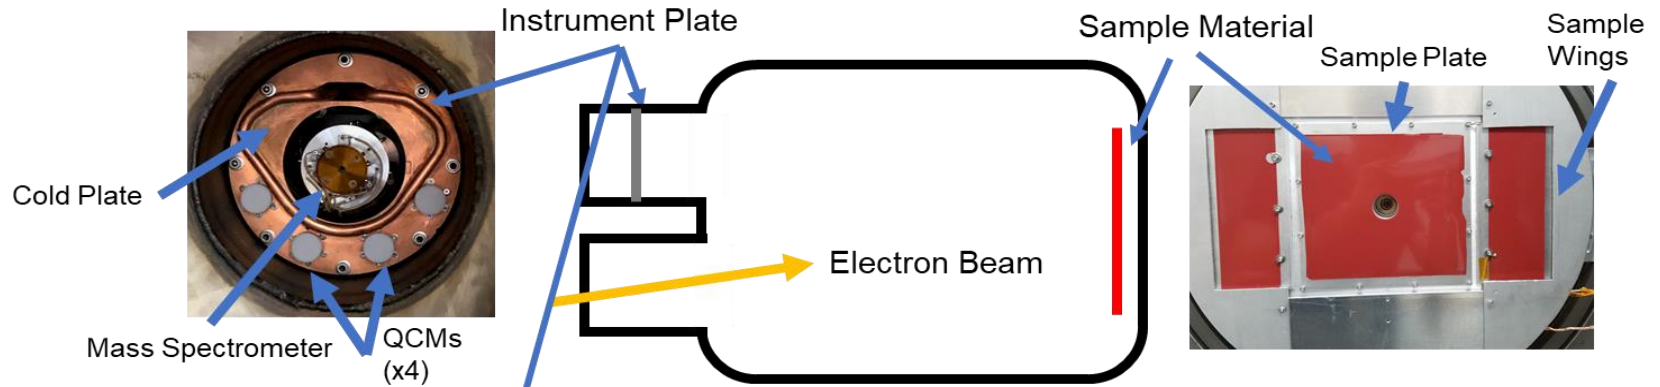 Instrument Plate
Sample Material
Sample
Wings
Sample Plate
Cold Plate
Electron Beam
Mass Spectrometer
QCMs
(x4)